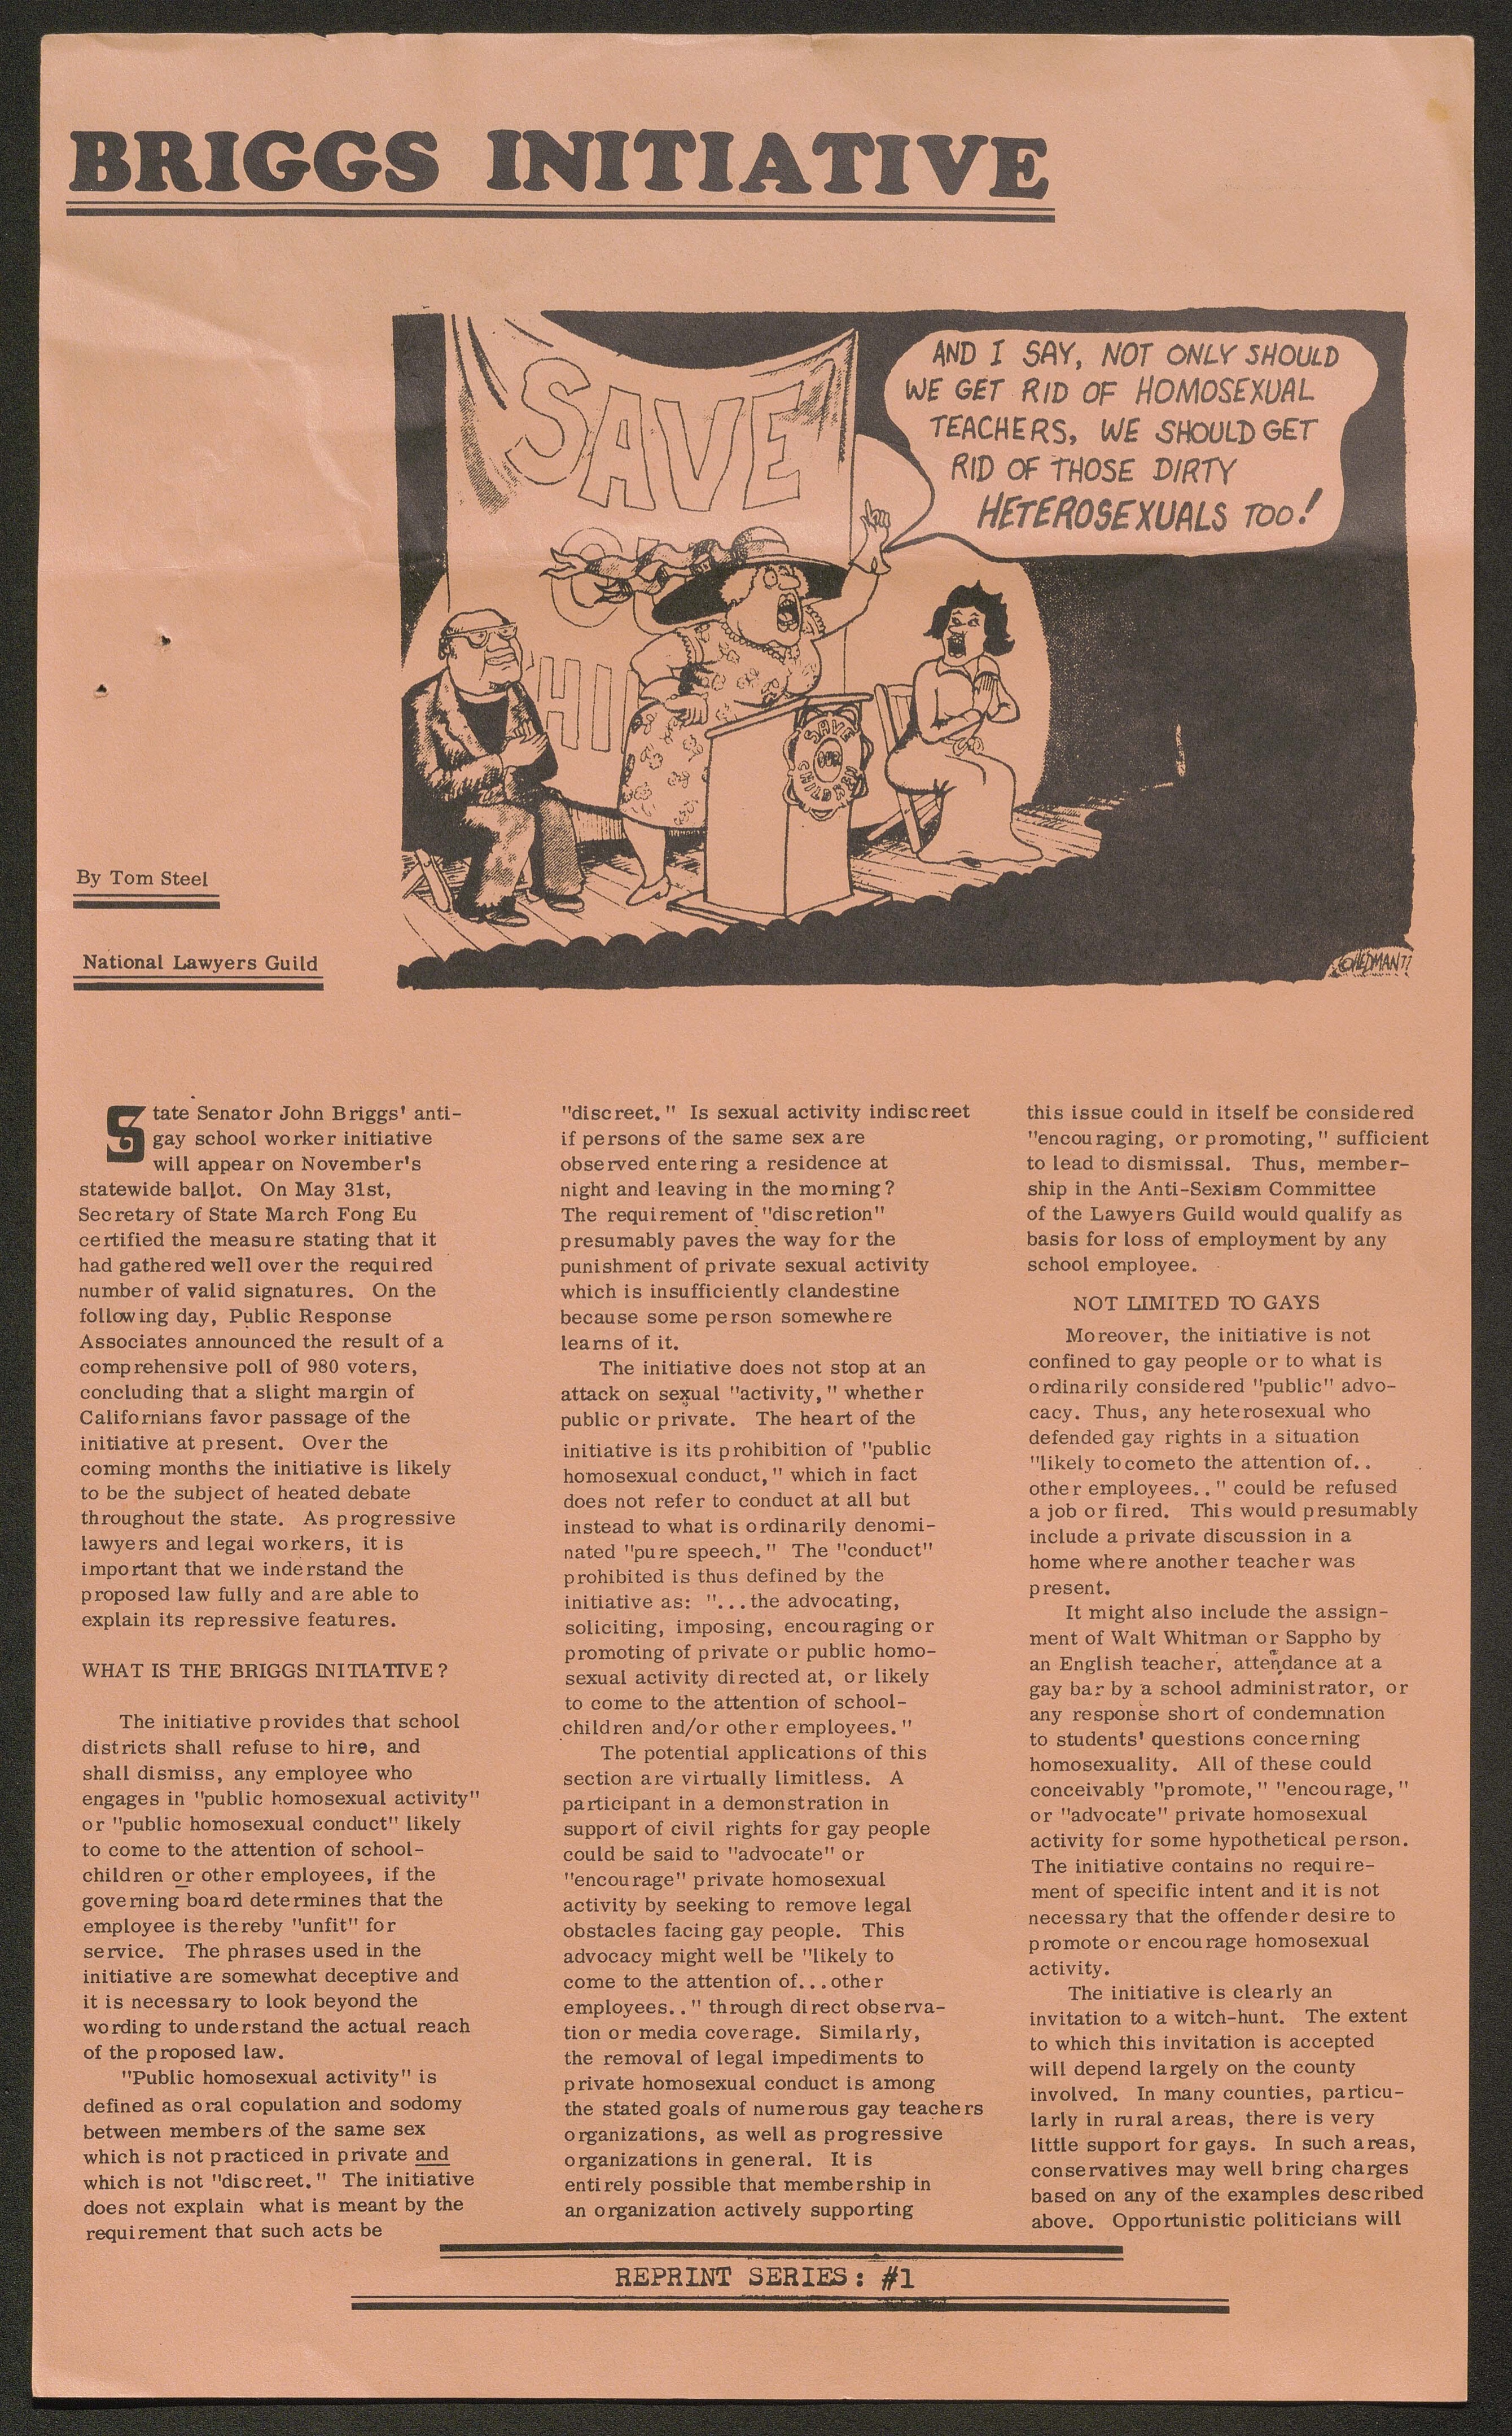 BRIGGS INITIATIVE
SAVE
AND I SAY, NOT ONLY SHOULD
WE GET RID OF HOMOSEXUAL
TEACHERS, WE SHOULD GET
RID OF THOSE DIRTY
HETEROSEXUALS TOO!
HI
SAVE
OUR
CHILDREN
©HEDMAN 77
By Tom Steel
National Lawyers Guild
State Senator John Briggs' anti-
gay school worker initiative
will appear on November's
statewide ballot. On May 31st,
Secretary of State March Fong Eu
certified the measure stating that it
had gathered well over the required
number of valid signatures. On the
following day, Public Response
Associates announced the result of a
comprehensive poll of 980 voters,
concluding that a slight margin of
Californians favor passage of the
initiative at present. Over the
coming months the initiative is likely
to be the subject of heated debate
throughout the state. As progressive
lawyers and legal workers, it is
important that we inderstand the
proposed law fully and are able to
explain its repressive features.
WHAT IS THE BRIGGS INITIATIVE?
The initiative provides that school
districts shall refuse to hire, and
shall dismiss, any employee who
engages in "public homosexual activity"
or "public homosexual conduct" likely
to come to the attention of school-
children or other employees, if the
governing board determines that the
employee is thereby "unfit" for
service. The phrases used in the
initiative are somewhat deceptive and
it is necessary to look beyond the
wording to understand the actual reach
of the proposed law.
"Public homosexual activity" is
defined as oral copulation and sodomy
between members of the same sex
which is not practiced in private and
which is not "discreet." The initiative
does not explain what is meant by the
requirement that such acts be
"discreet." Is sexual activity indiscreet
if persons of the same sex are
observed entering a residence at
night and leaving in the morning?
The requirement of "discretion"
presumably paves the way for the
punishment of private sexual activity
which is insufficiently clandestine
because some person somewhere
learns of it.
The initiative does not stop at an
attack on sexual "activity," whether
public or private. The heart of the
initiative is its prohibition of "public
homosexual conduct," which in fact
does not refer to conduct at all but
instead to what is ordinarily denomi-
nated "pure speech." The "conduct"
prohibited is thus defined by the
initiative as: "...the advocating,
soliciting, imposing, encouraging or
promoting of private or public homo-
sexual activity directed at, or likely
to come to the attention of school-
children and/or other employees."
The potential applications of this
section are virtually limitless. A
participant in a demonstration in
support of civil rights for gay people
could be said to "advocate" or
"encourage" private homosexual
activity by seeking to remove legal
obstacles facing gay people. This
advocacy might well be "likely to
come to the attention of...other
employees.." through direct observa-
tion or media coverage. Similarly,
the removal of legal impediments to
private homosexual conduct is among
the stated goals of numerous gay teachers
organizations, as well as progressive
organizations in general. It is
entirely possible that membership in
an organization actively supporting
this issue could in itself be considered
"encouraging, or promoting," sufficient
to lead to dismissal. Thus, member-
ship in the Anti-Sexism Committee
of the Lawyers Guild would qualify as
basis for loss of employment by any
school employee.
NOT LIMITED TO GAYS
Moreover, the initiative is not
confined to gay people or to what is
ordinarily considered "public" advo-
cacy. Thus, any heterosexual who
defended gay rights in a situation
"likely to cometo the attention of..
other employees.." could be refused
a job or fired. This would presumably
include a private discussion in a
home where another teacher was
present.
It might also include the assign-
ment of Walt Whitman or Sappho by
an English teacher, attendance at a
gay bar by a school administrator, or
any response short of condemnation
to students' questions concerning
homosexuality. All of these could
conceivably "promote," "encourage,"
or "advocate" private homosexual
activity for some hypothetical person.
The initiative contains no require-
ment of specific intent and it is not
necessary that the offender desire to
promote or encourage homosexual
activity.
The initiative is clearly an
invitation to a witch-hunt. The extent
to which this invitation is accepted
will depend largely on the county
involved. In many counties, particu-
larly in rural areas, there is very
little support for gays. In such areas,
conservatives may well bring charges
based on any of the examples described
above. Opportunistic politicians will
REPRINT SERIES: #1